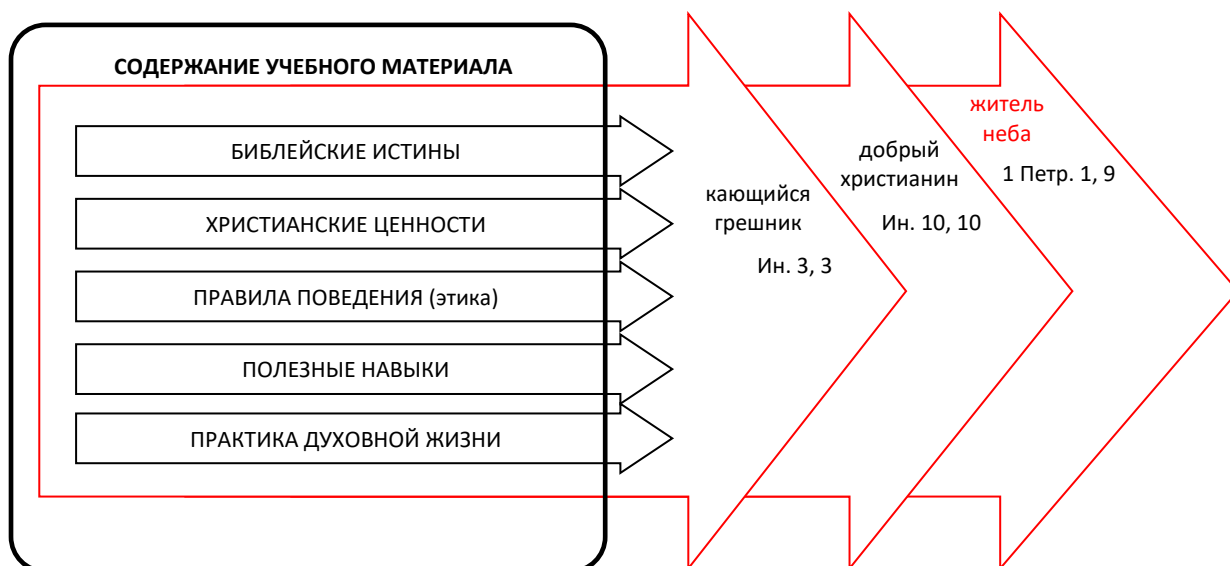 СОДЕРЖАНИЕ УЧЕБНОГО МАТЕРИАЛА
БИБЛЕЙСКИЕ ИСТИНЫ
ХРИСТИАНСКИЕ ЦЕННОСТИ
ПРАВИЛА ПОВЕДЕНИЯ (этика)
ПОЛЕЗНЫЕ НАВЫКИ
ПРАКТИКА ДУХОВНОЙ ЖИЗНИ
кающийся
грешник
Ин. 3, 3
добрый
христианин
Ин. 10, 10
житель
неба
1 Петр. 1, 9